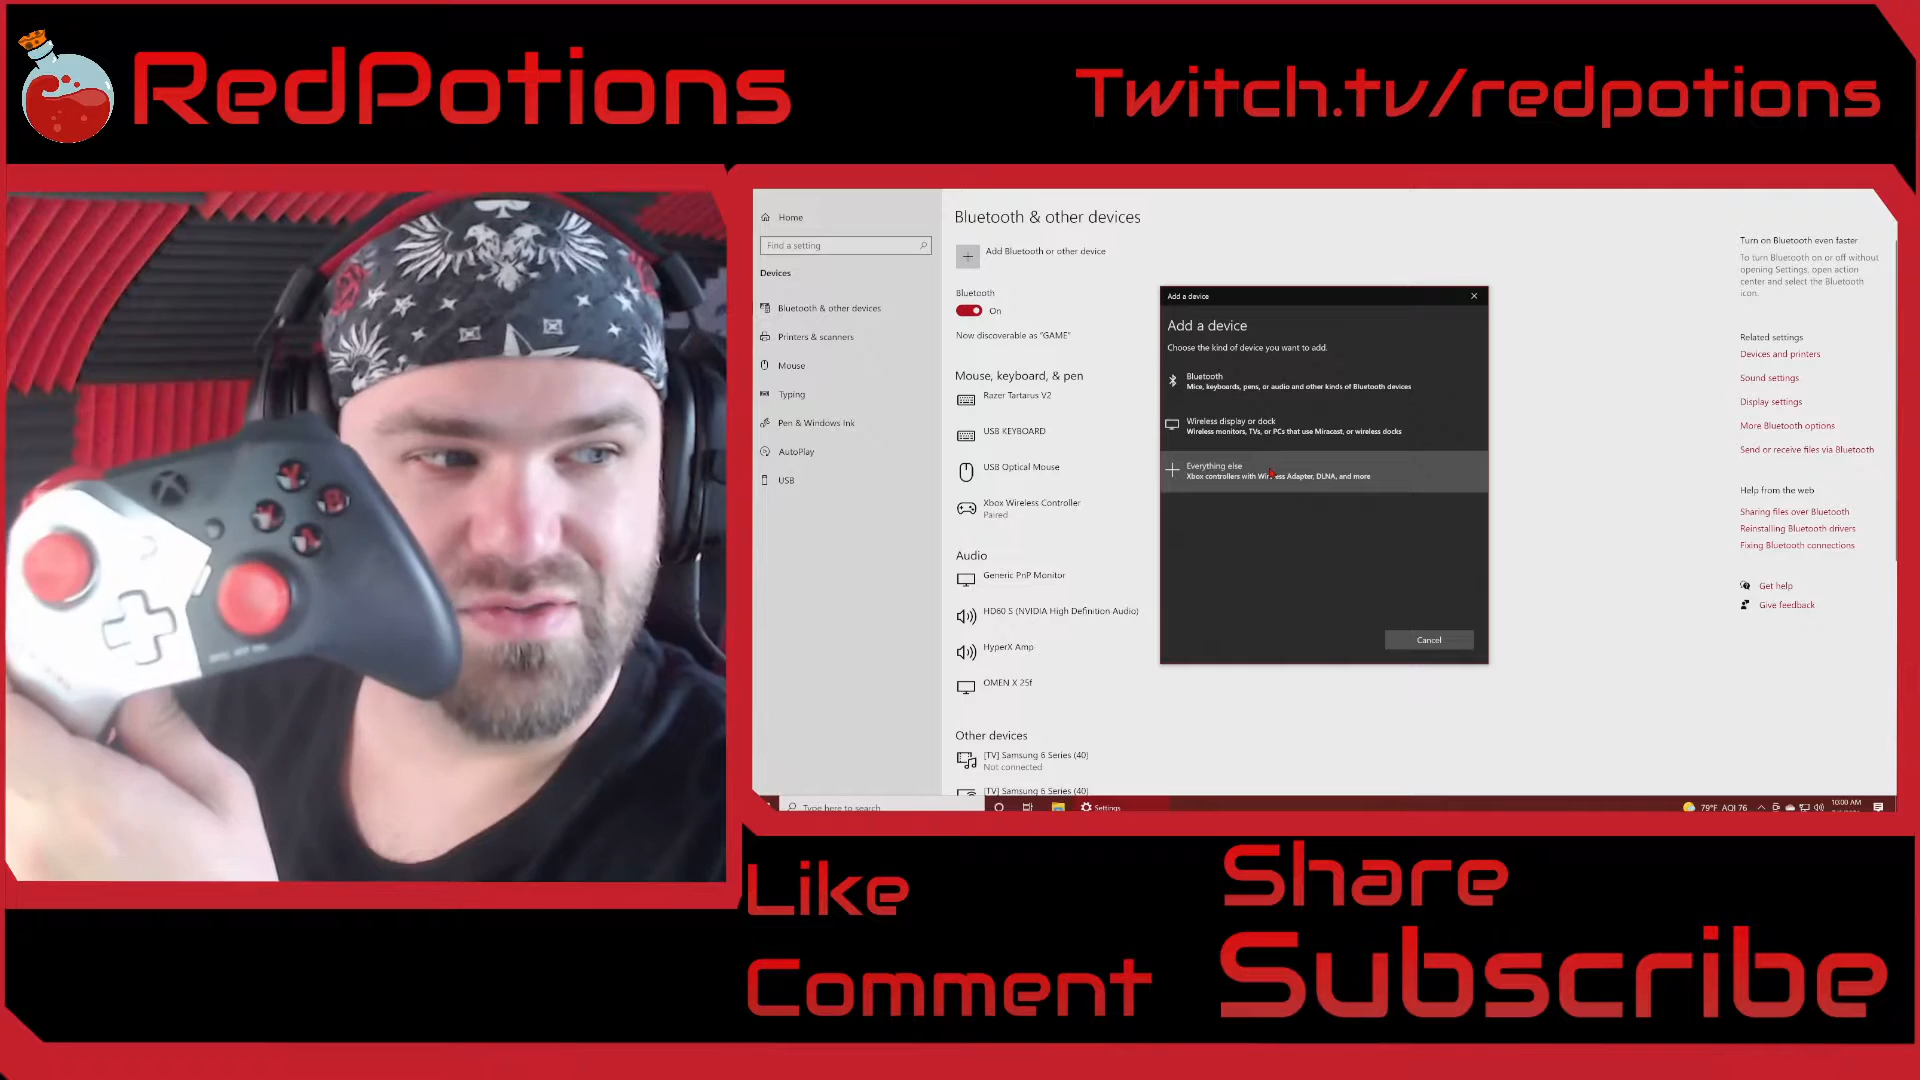 RedPotions
Twitch.tv/redpotions
Home
Find a setting
Devices
Bluetooth & other devices
Printers & scanners
Mouse
Typing
Pen & Windows Ink
AutoPlay
USB
Bluetooth & other devices
Add Bluetooth or other device
Bluetooth
On
Now discoverable as "GAME"
Mouse, keyboard, & pen
Razer Tartarus V2
USB KEYBOARD
USB Optical Mouse
Xbox Wireless Controller
Paired
Audio
Generic PnP Monitor
HD60 S (NVIDIA High Definition Audio)
HyperX Amp
OMEN X 25f
Other devices
[TV] Samsung 6 Series (40)
Not connected
[TV] Samsung 6 Series (40)
Add a device
Add a device
Choose the kind of device you want to add.
Bluetooth
Mice, keyboards, pens, or audio and other kinds of Bluetooth devices
Wireless display or dock
Wireless monitors, TVs, or PCs that use Miracast, or wireless docks
Everything else
Xbox controllers with Wireless Adapter, DLNA, and more
Cancel
Turn on Bluetooth even faster
To turn Bluetooth on or off without
opening Settings, open action
center and select the Bluetooth
icon.
Related settings
Devices and printers
Sound settings
Display settings
More Bluetooth options
Send or receive files via Bluetooth
Help from the web
Sharing files over Bluetooth
Reinstalling Bluetooth drivers
Fixing Bluetooth connections
Get help
Give feedback
Type here to search
Settings
79°F AQI 76
10:00 AM
Y
B
X
A
Like
Share
Comment
Subscribe